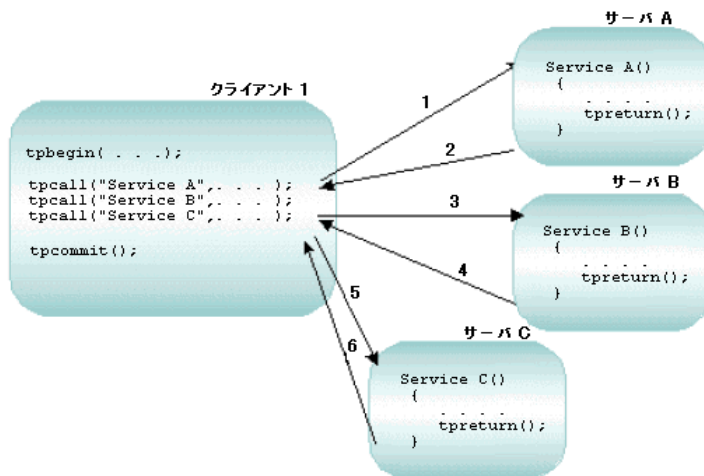 クライアント 1
tpbegin( . . .);
tpcall("Service A",. . . );
tpcall("Service B",. . . );
tpcall("Service C",. . . );
tpcommit();
1
2
3
4
5
6
サーバ A
Service A()
{
. . . .
tpreturn();
}
サーバ B
Service B()
{
. . . .
tpreturn();
}
サーバ C
Service C()
{
. . . .
tpreturn();
}